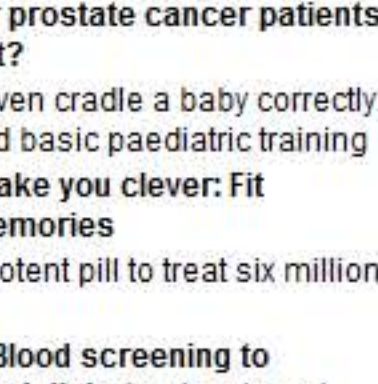 prostate cancer patients
t?
ven cradle a baby correctly
d basic paediatric training
ake you clever: Fit
emories
otent pill to treat six million
Blood screening to